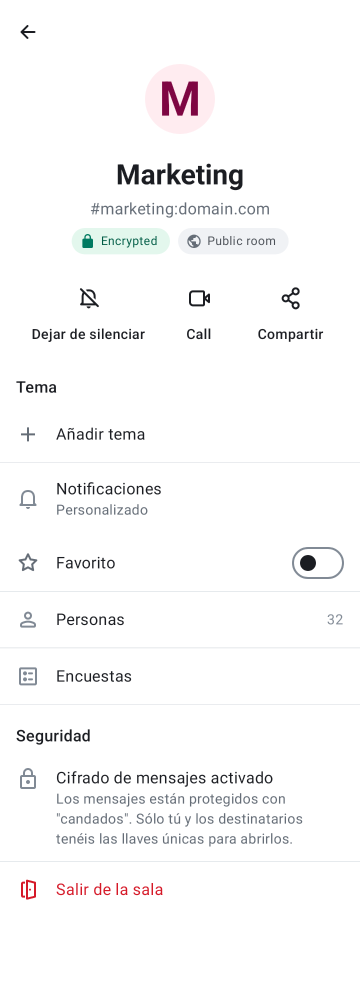 M
Marketing
#marketing:domain.com
Encrypted
Public room
Dejar de silenciar
Call
Compartir
Tema
Añadir tema
Notificaciones
Personalizado
Favorito
Personas
32
Encuestas
Seguridad
Cifrado de mensajes activado
Los mensajes están protegidos con
"candados". Sólo tú y los destinatarios
tenéis las llaves únicas para abrirlos.
Salir de la sala